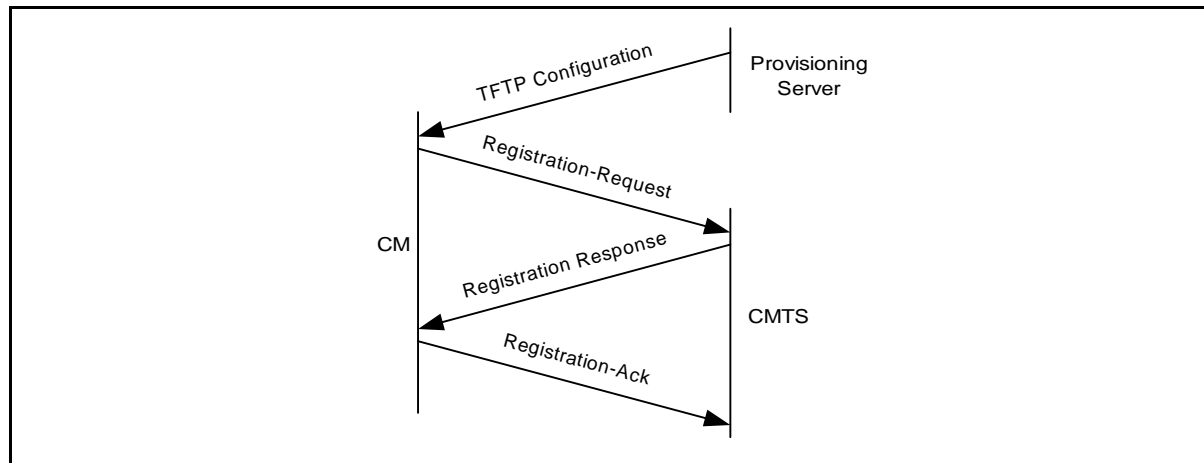 TFTP Configuration
Provisioning
Server
Registration-Request
CM
Registration Response
CMTS
Registration-Ack